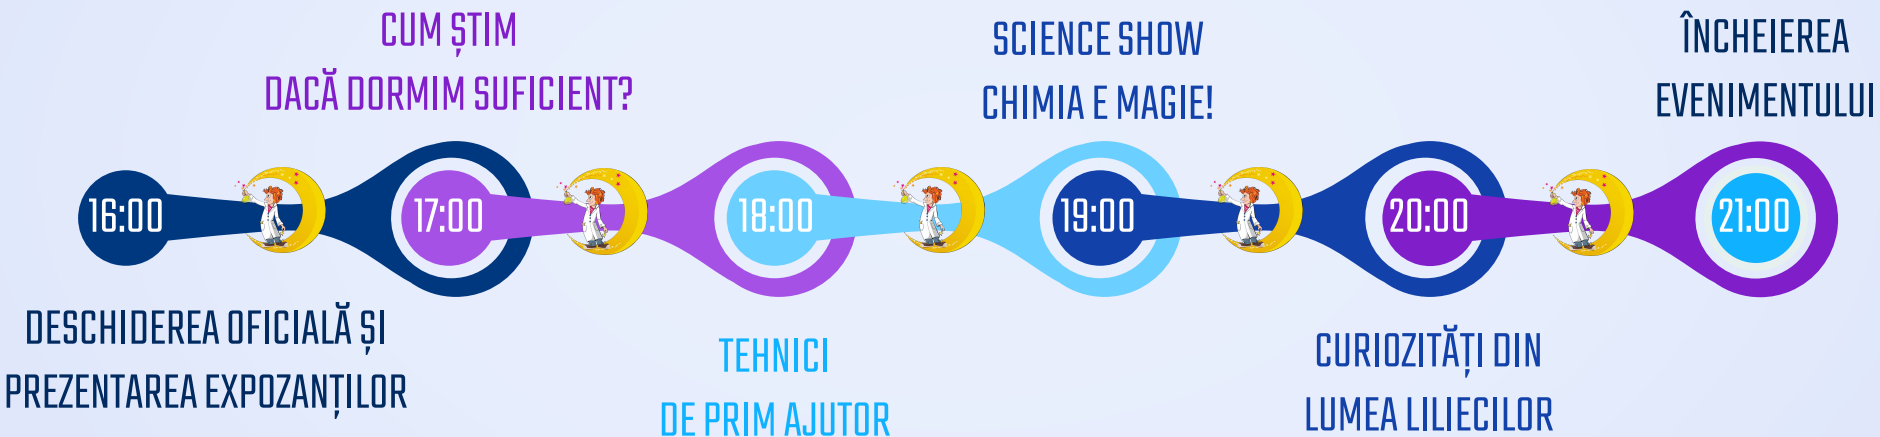 CUM ȘTIM
DACĂ DORMIM SUFICIENT?
SCIENCE SHOW
CHIMIA E MAGIE!
ÎNCHEIEREA
EVENIMENTULUI
16:00
17:00
18:00
19:00
20:00
21:00
DESCHIDEREA OFICIALĂ ȘI
PREZENTAREA EXPOZANȚILOR
TEHNICI
DE PRIM AJUTOR
CURIOZITĂȚI DIN
LUMEA LILIECILOR